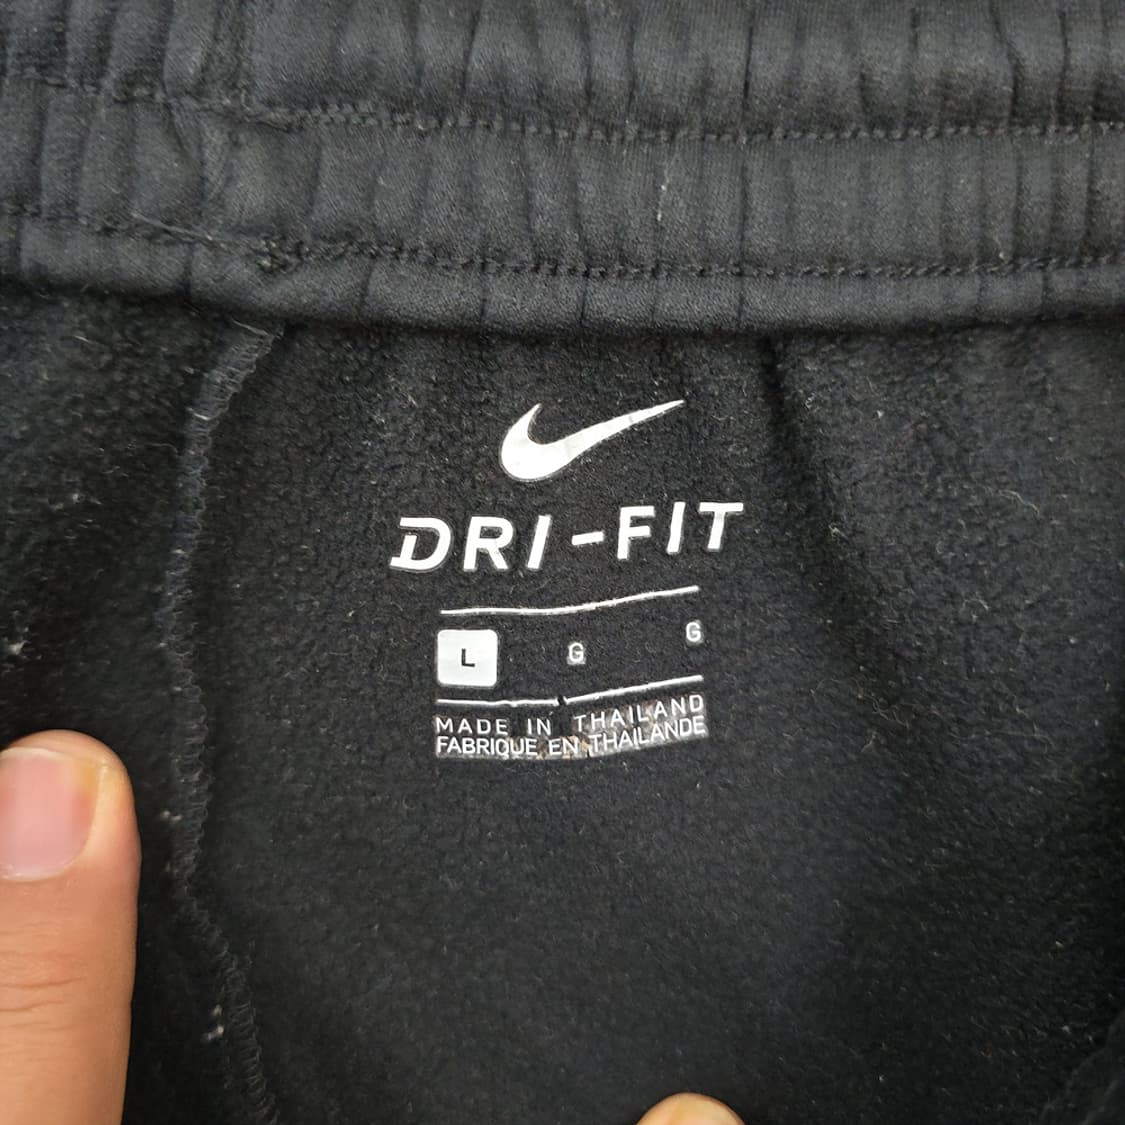 DRI-FIT
L G G
MADE IN THAILAND
FABRIQUE EN THAILANDE